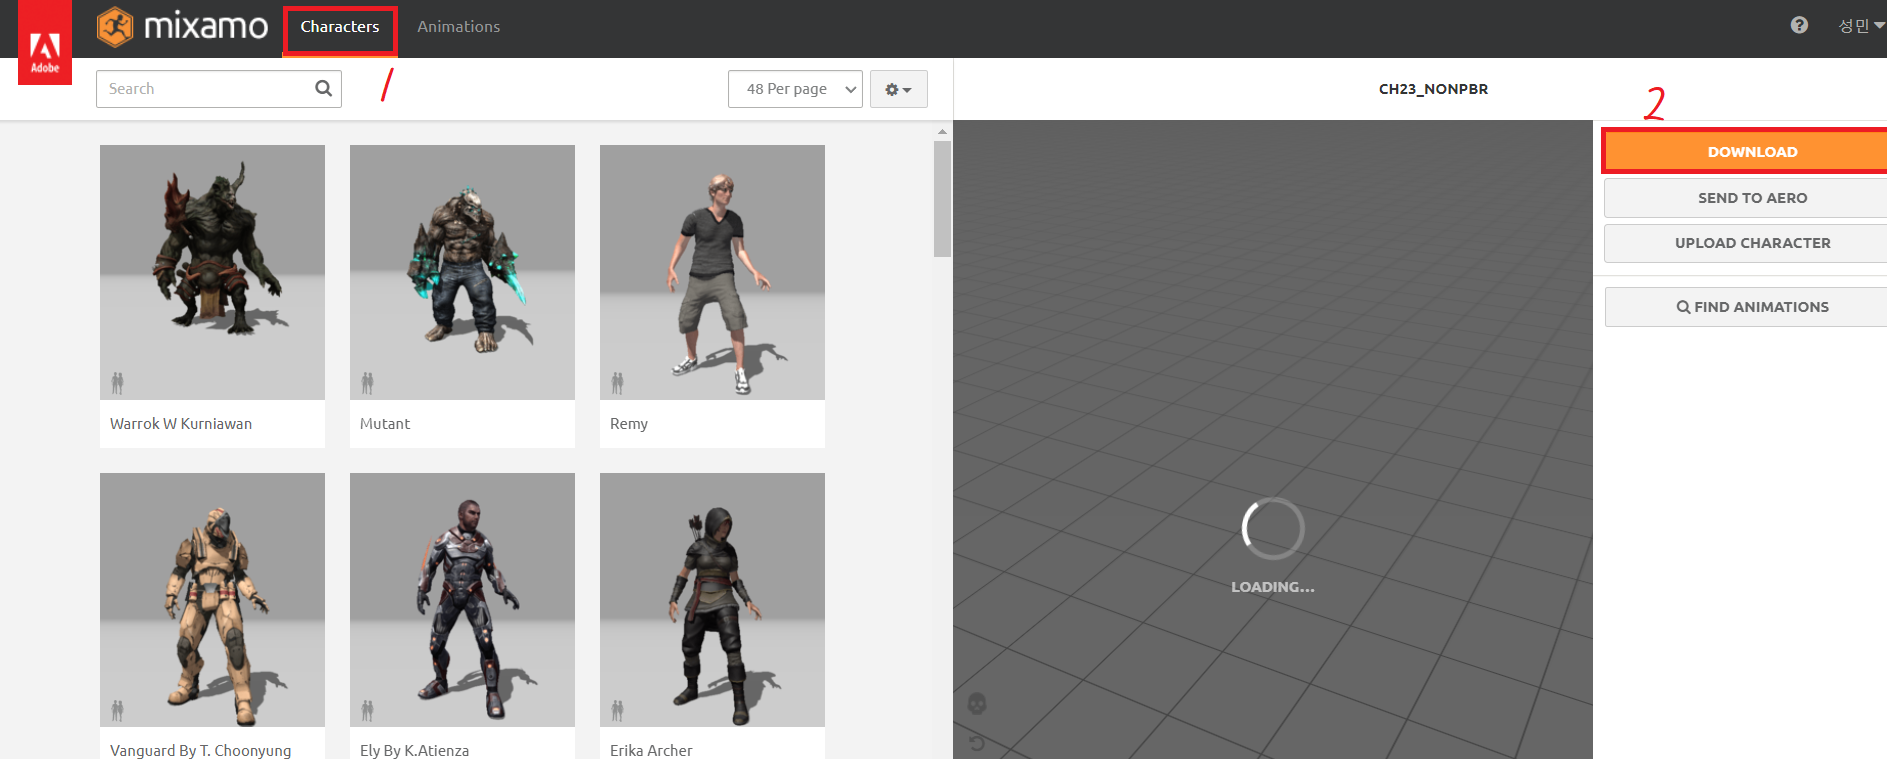 Adobe
mixamo
Characters
Animations
성민
Search
1
48 Per page
CH23_NONPBR
2
DOWNLOAD
SEND TO AERO
UPLOAD CHARACTER
FIND ANIMATIONS
Warrok W Kurniawan
Mutant
Remy
LOADING...
Vanguard By T. Choonyung
Ely By K.Atienza
Erika Archer